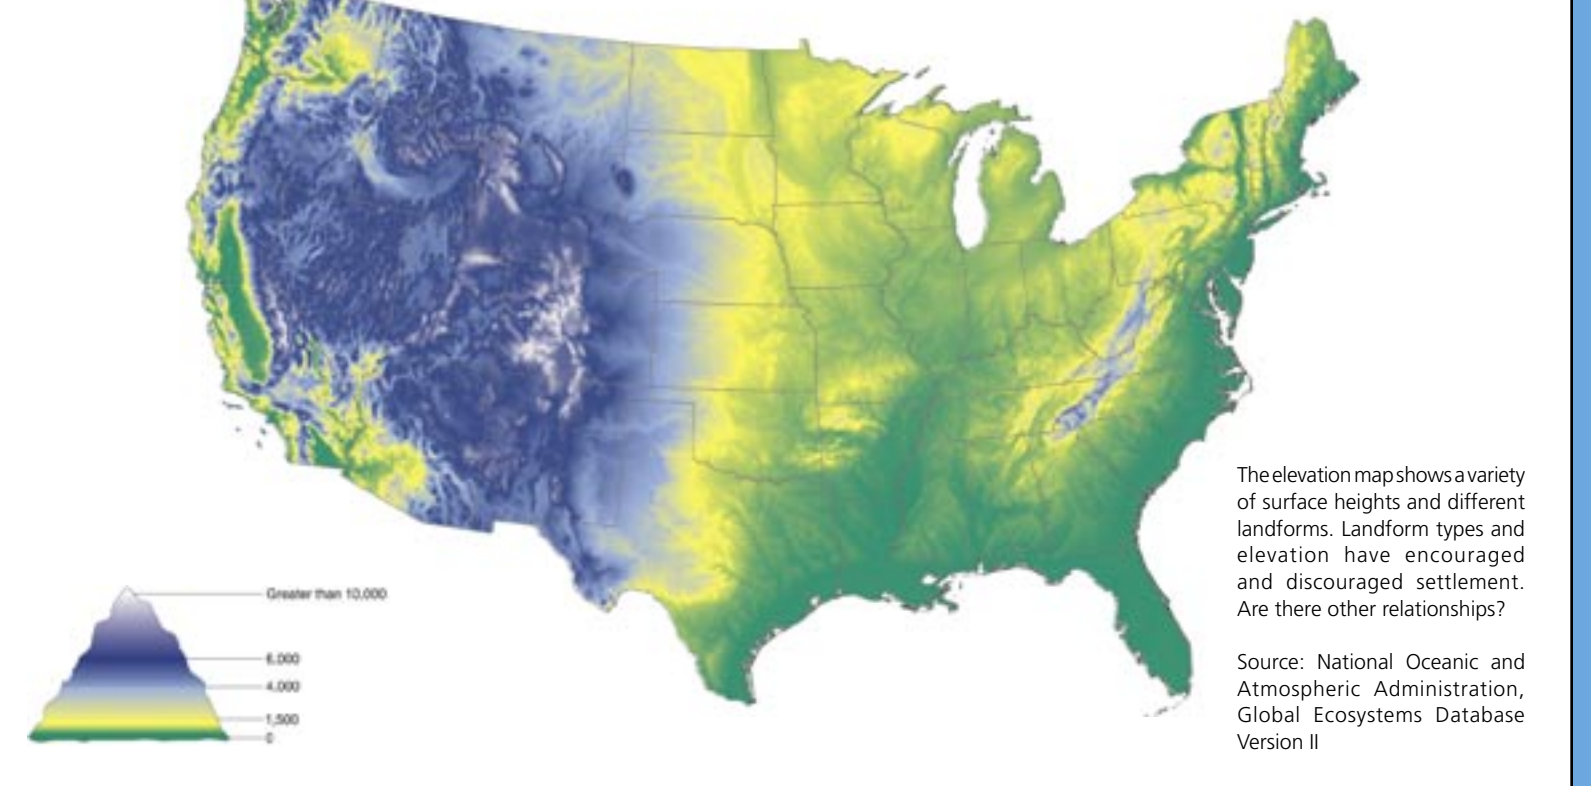 Greater than 10,000
6,000
4,000
1,500
0
The elevation map shows a variety
of surface heights and different
landforms. Landform types and
elevation have encouraged
and discouraged settlement.
Are there other relationships?
Source: National Oceanic and
Atmospheric Administration,
Global Ecosystems Database
Version II